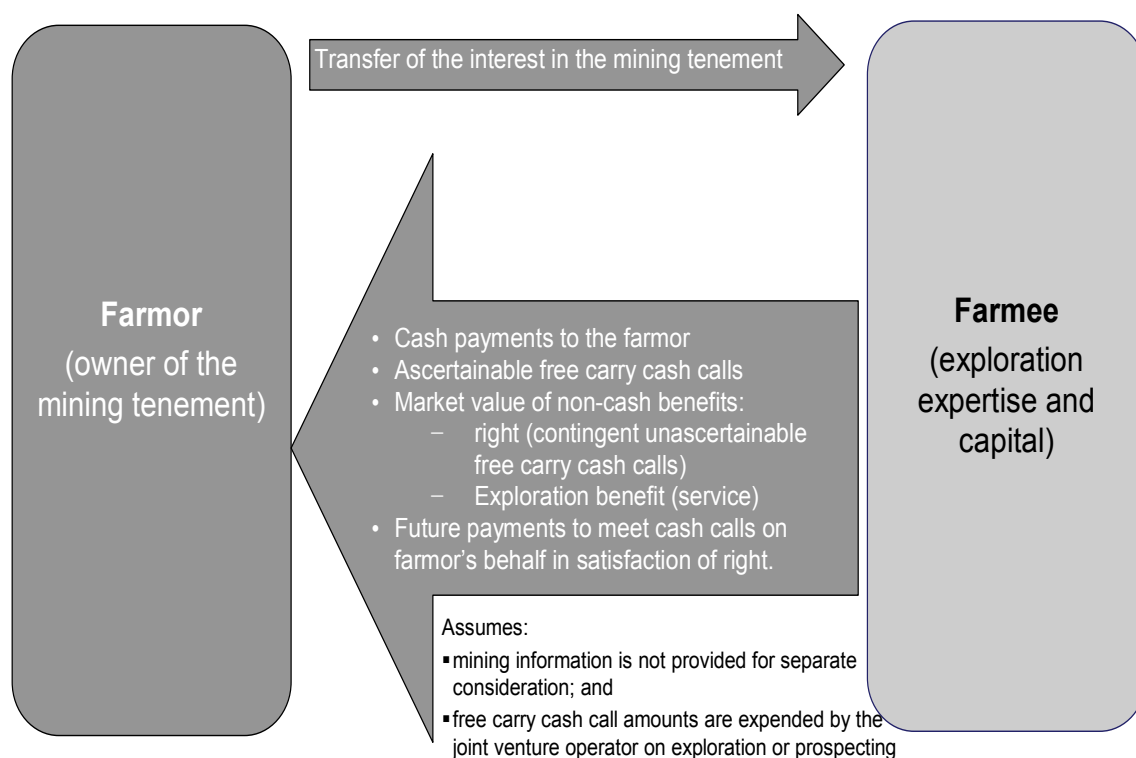 Transfer of the interest in the mining tenement
Farmor
(owner of the
mining tenement)
• Cash payments to the farmor
• Ascertainable free carry cash calls
• Market value of non-cash benefits:
– right (contingent unascertainable
free carry cash calls)
– Exploration benefit (service)
• Future payments to meet cash calls on
farmor's behalf in satisfaction of right.
Farmee
(exploration
expertise and
capital)
Assumes:
▪mining information is not provided for separate
consideration; and
▪free carry cash call amounts are expended by the
joint venture operator on exploration or prospecting